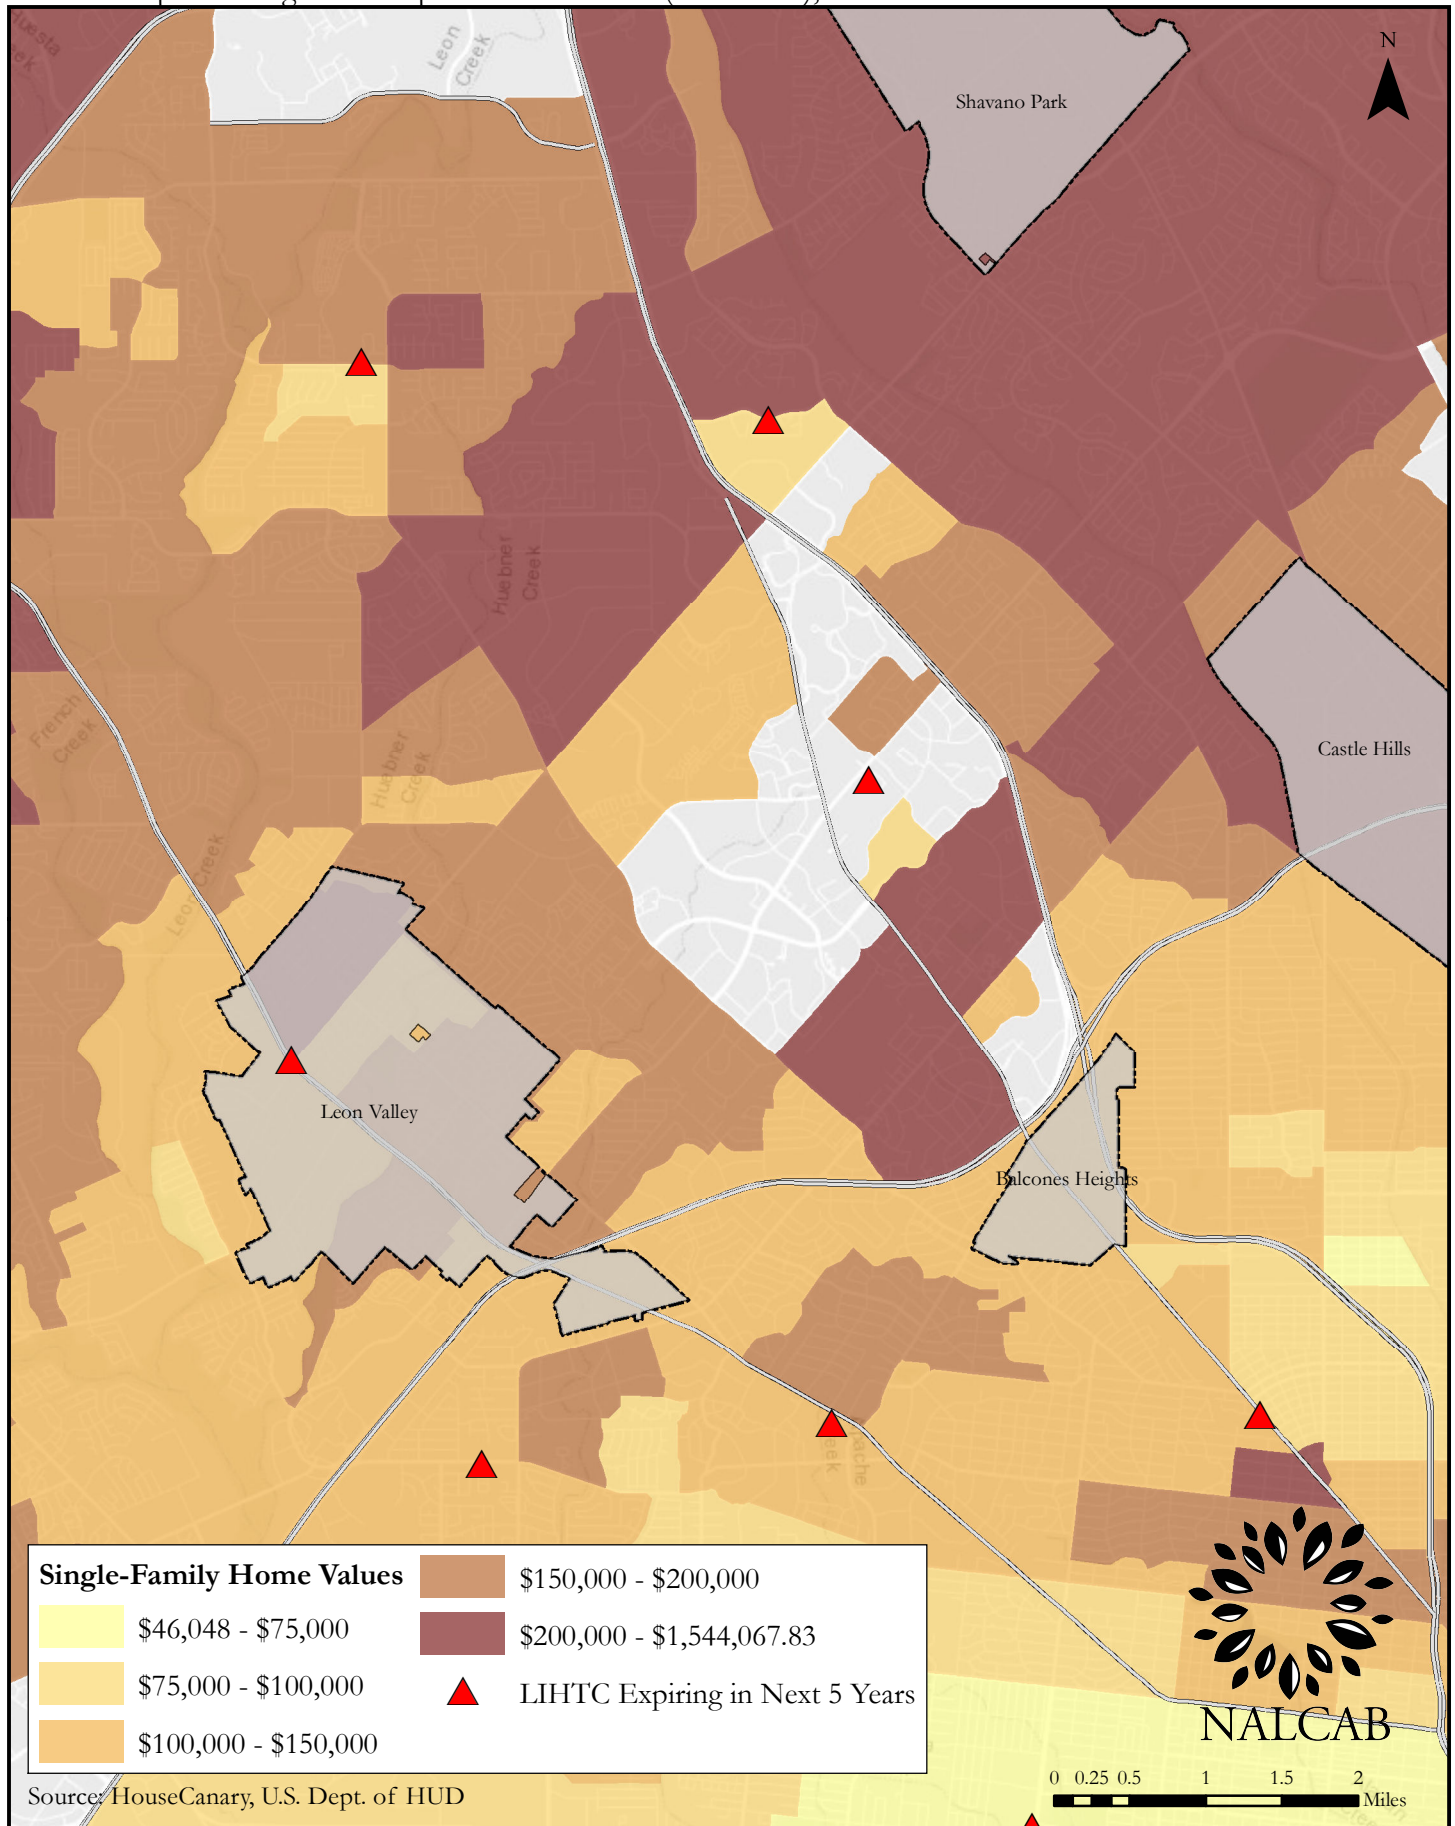 Leon
Creek
N
Shavano Park
Huebner
Creek
French
Creek
Huebner
Creek
Castle Hills
Leon Creek
Leon Valley
Balcones Heights
Single-Family Home Values
$46,048 - $75,000
$75,000 - $100,000
$100,000 - $150,000
$150,000 - $200,000
$200,000 - $1,544,067.83
LIHTC Expiring in Next 5 Years
NALCAB
Source: HouseCanary, U.S. Dept. of HUD
0 0.25 0.5 1 1.5 2
Miles